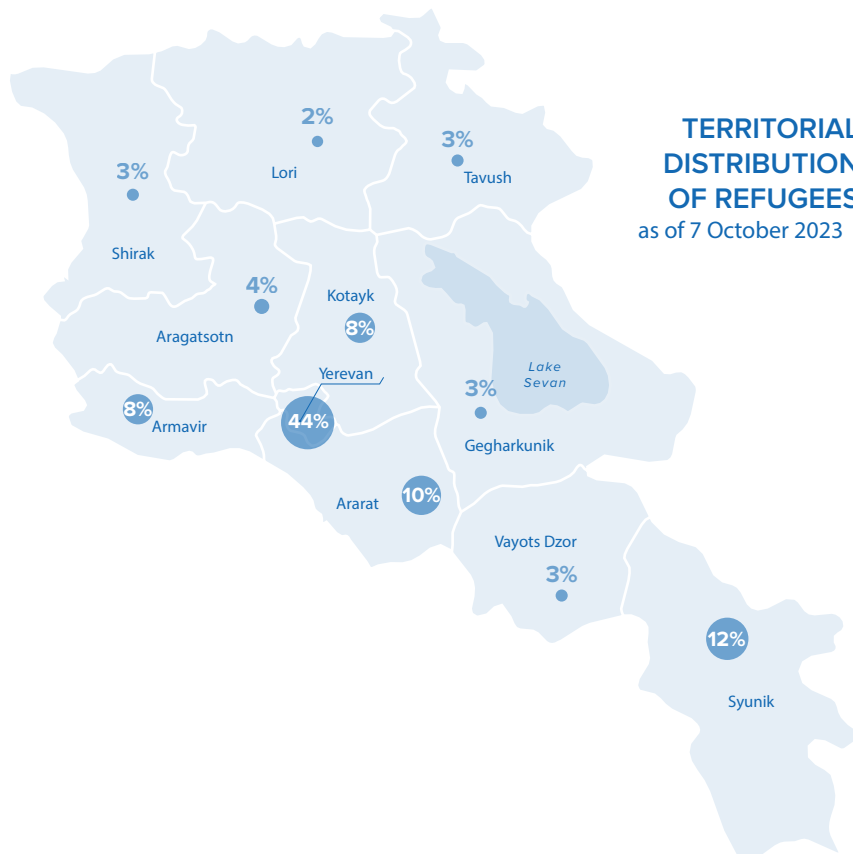 TERRITORIAL
DISTRIBUTION
OF REFUGEES
as of 7 October 2023
2%
Lori
3%
Tavush
3%
Shirak
4%
Aragatsotn
Kotayk
8%
Yerevan
44%
8%
Armavir
Lake
Sevan
3%
Gegharkunik
Ararat
10%
Vayots Dzor
3%
12%
Syunik